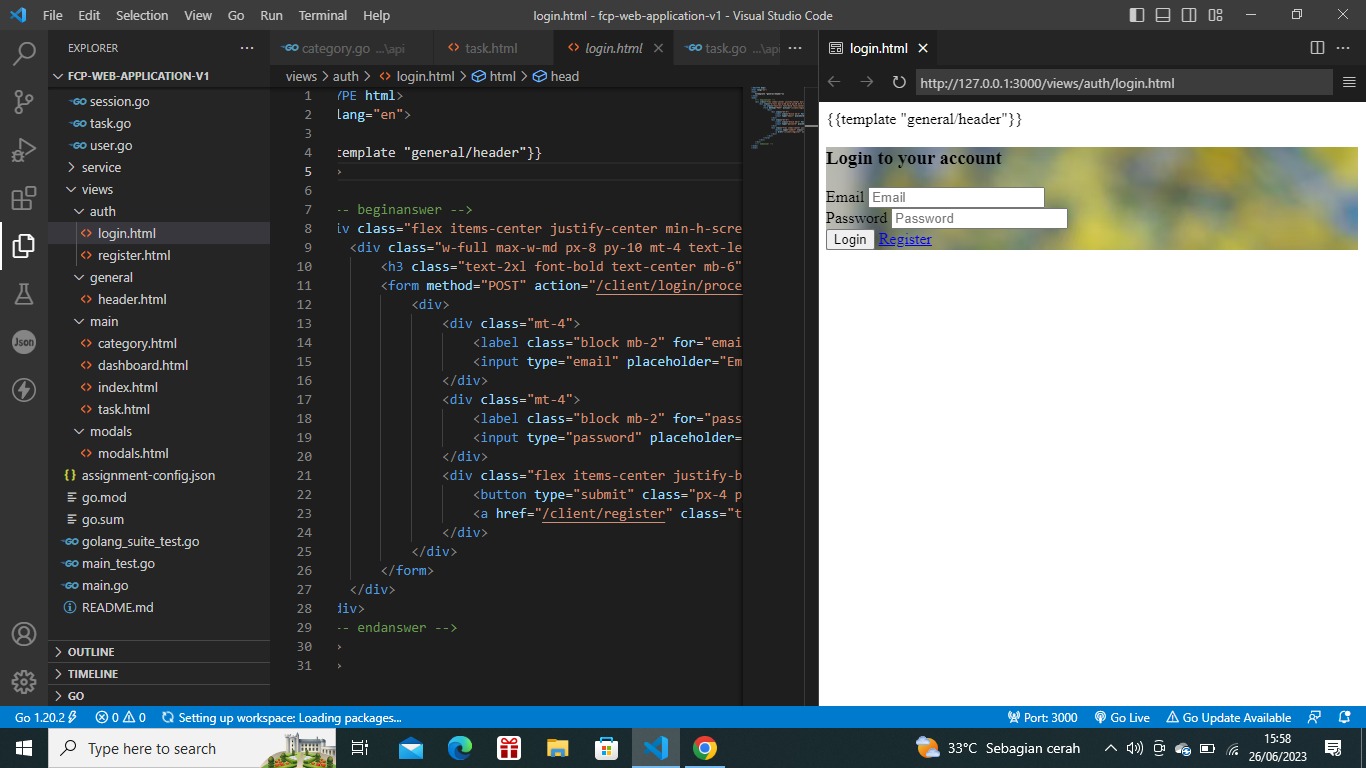 File Edit Selection View Go Run Terminal Help
login.html - fcp-web-application-v1 - Visual Studio Code
EXPLORER
FCP-WEB-APPLICATION-V1
session.go
task.go
user.go
service
views
auth
login.html
register.html
general
header.html
main
category.html
dashboard.html
index.html
task.html
modals
modals.html
assignment-config.json
go.mod
go.sum
golang_suite_test.go
main_test.go
main.go
README.md
OUTLINE
TIMELINE
GO
Json
category.go ...\api
task.html
login.html
task.go ...\api
views > auth > login.html > html > head
1 YPE html>
2 lang="en">
3
4 template "general/header"}}
5 >
6
7 -- beginanswer -->
8 iv class="flex items-center justify-center min-h-scre
9 <div class="w-full max-w-md px-8 py-10 mt-4 text-le
10 <h3 class="text-2xl font-bold text-center mb-6"
11 <form method="POST" action="/client/login/proce
12 <div>
13 <div class="mt-4">
14 <label class="block mb-2" for="emai
15 <input type="email" placeholder="Em
16 </div>
17 <div class="mt-4">
18 <label class="block mb-2" for="pass
19 <input type="password" placeholder=
20 </div>
21 <div class="flex items-center justify-b
22 <button type="submit" class="px-4 p
23 <a href="/client/register" class="t
24 </div>
25 </div>
26 </form>
27 </div>
28 div>
29 -- endanswer -->
30 >
31 >
login.html
http://127.0.0.1:3000/views/auth/login.html
{{template "general/header"}}
Login to your account
Email Email
Password Password
Login Register
Go 1.20.2 0 0 Setting up workspace: Loading packages...
Port: 3000 Go Live Go Update Available
Type here to search
33°C Sebagian cerah
15:58
26/06/2023